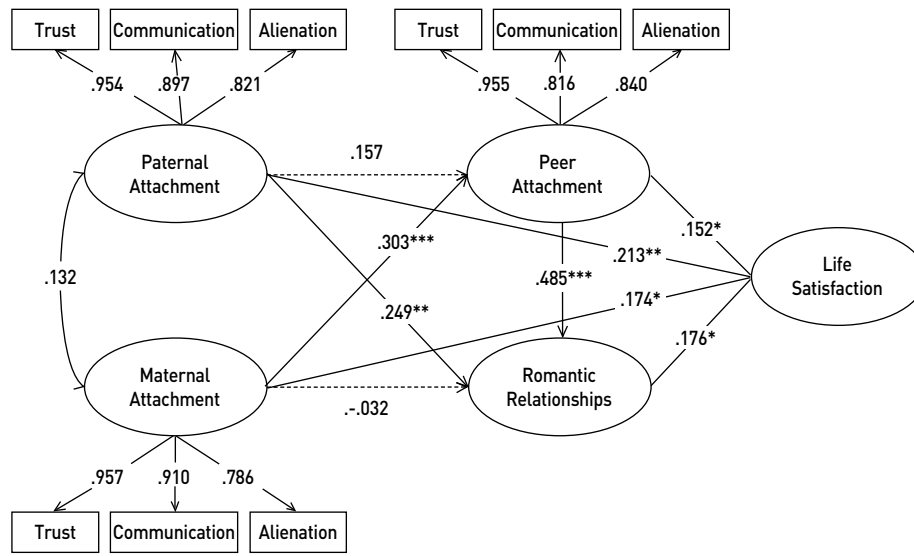 Trust
Communication
Alienation
Trust
Communication
Alienation
.954
.897
.821
.955
.816
.840
Paternal
Attachment
.157
Peer
Attachment
.303***
.152*
.213**
.132
.485***
Life
Satisfaction
.249**
.174*
.176*
Maternal
Attachment
Romantic
Relationships
.-.032
.957
.910
.786
Trust
Communication
Alienation